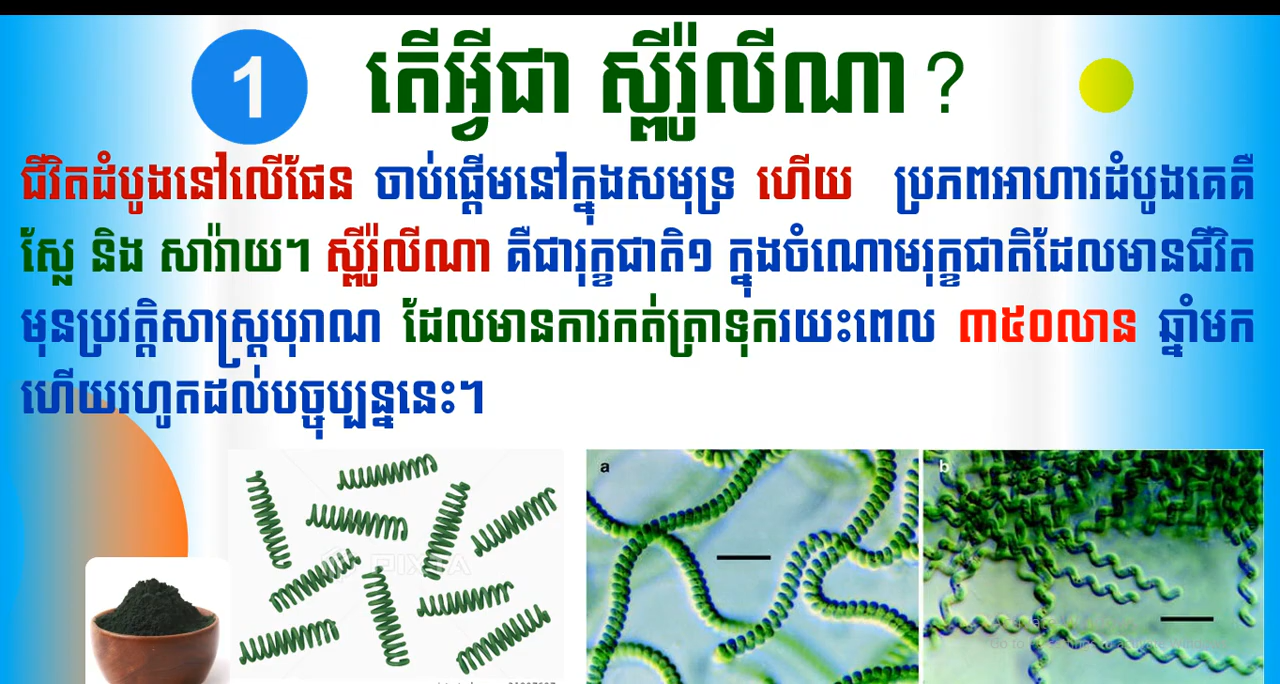 1 តើអ្វីជា ស្ពីរ៉ូលីណា ?
ជីវិតដំបូងនៅលើផែន ចាប់ផ្តើមនៅក្នុងសមុទ្រ ហើយ ប្រភពអាហារដំបូងគេគឺ
ស្លែ និង សារ៉ាយ។ ស្ពីរ៉ូលីណា គឺជារុក្ខជាតិ១ ក្នុងចំណោមរុក្ខជាតិដែលមានជីវិត
មុនប្រវត្តិសាស្ត្របុរាណ ដែលមានការកត់ត្រាទុករយះពេល ៣៥០លាន ឆ្នាំមក
ហើយរហូតដល់បច្ចុប្បន្ននេះ។
a
b
PIXTA